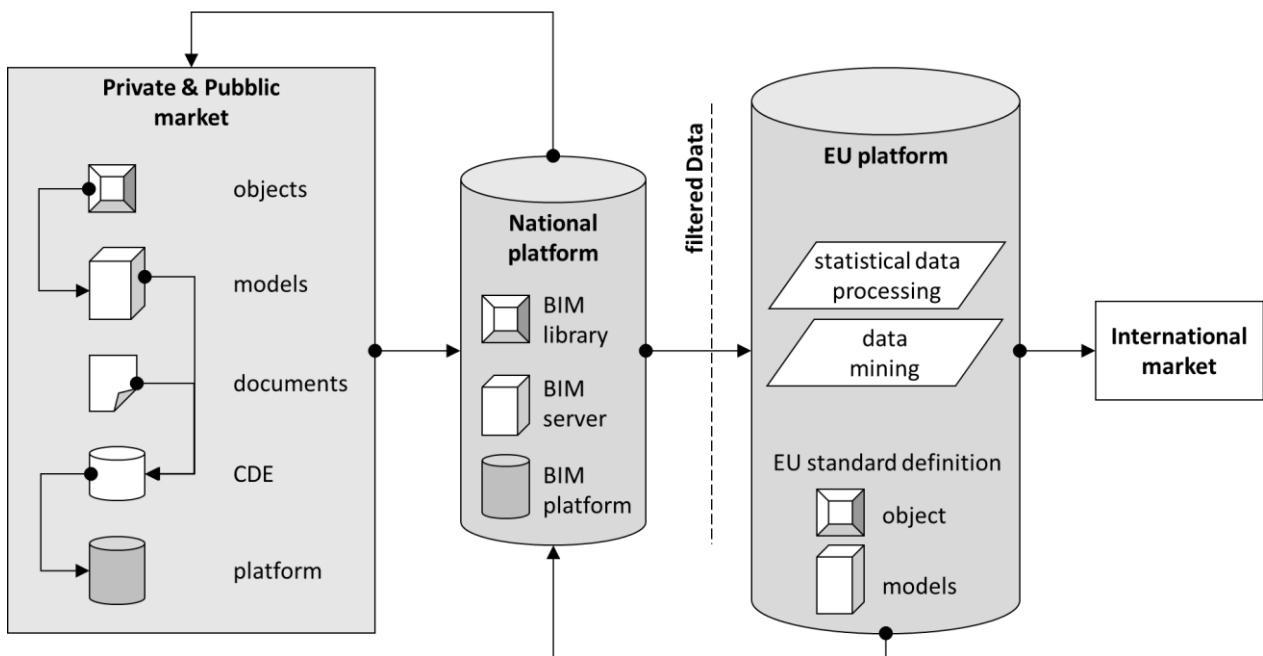 Private & Pubblic
market
objects
models
documents
CDE
platform
National
platform
BIM
library
BIM
server
BIM
platform
filtered Data
EU platform
statistical data
processing
data
mining
EU standard definition
object
models
International
market